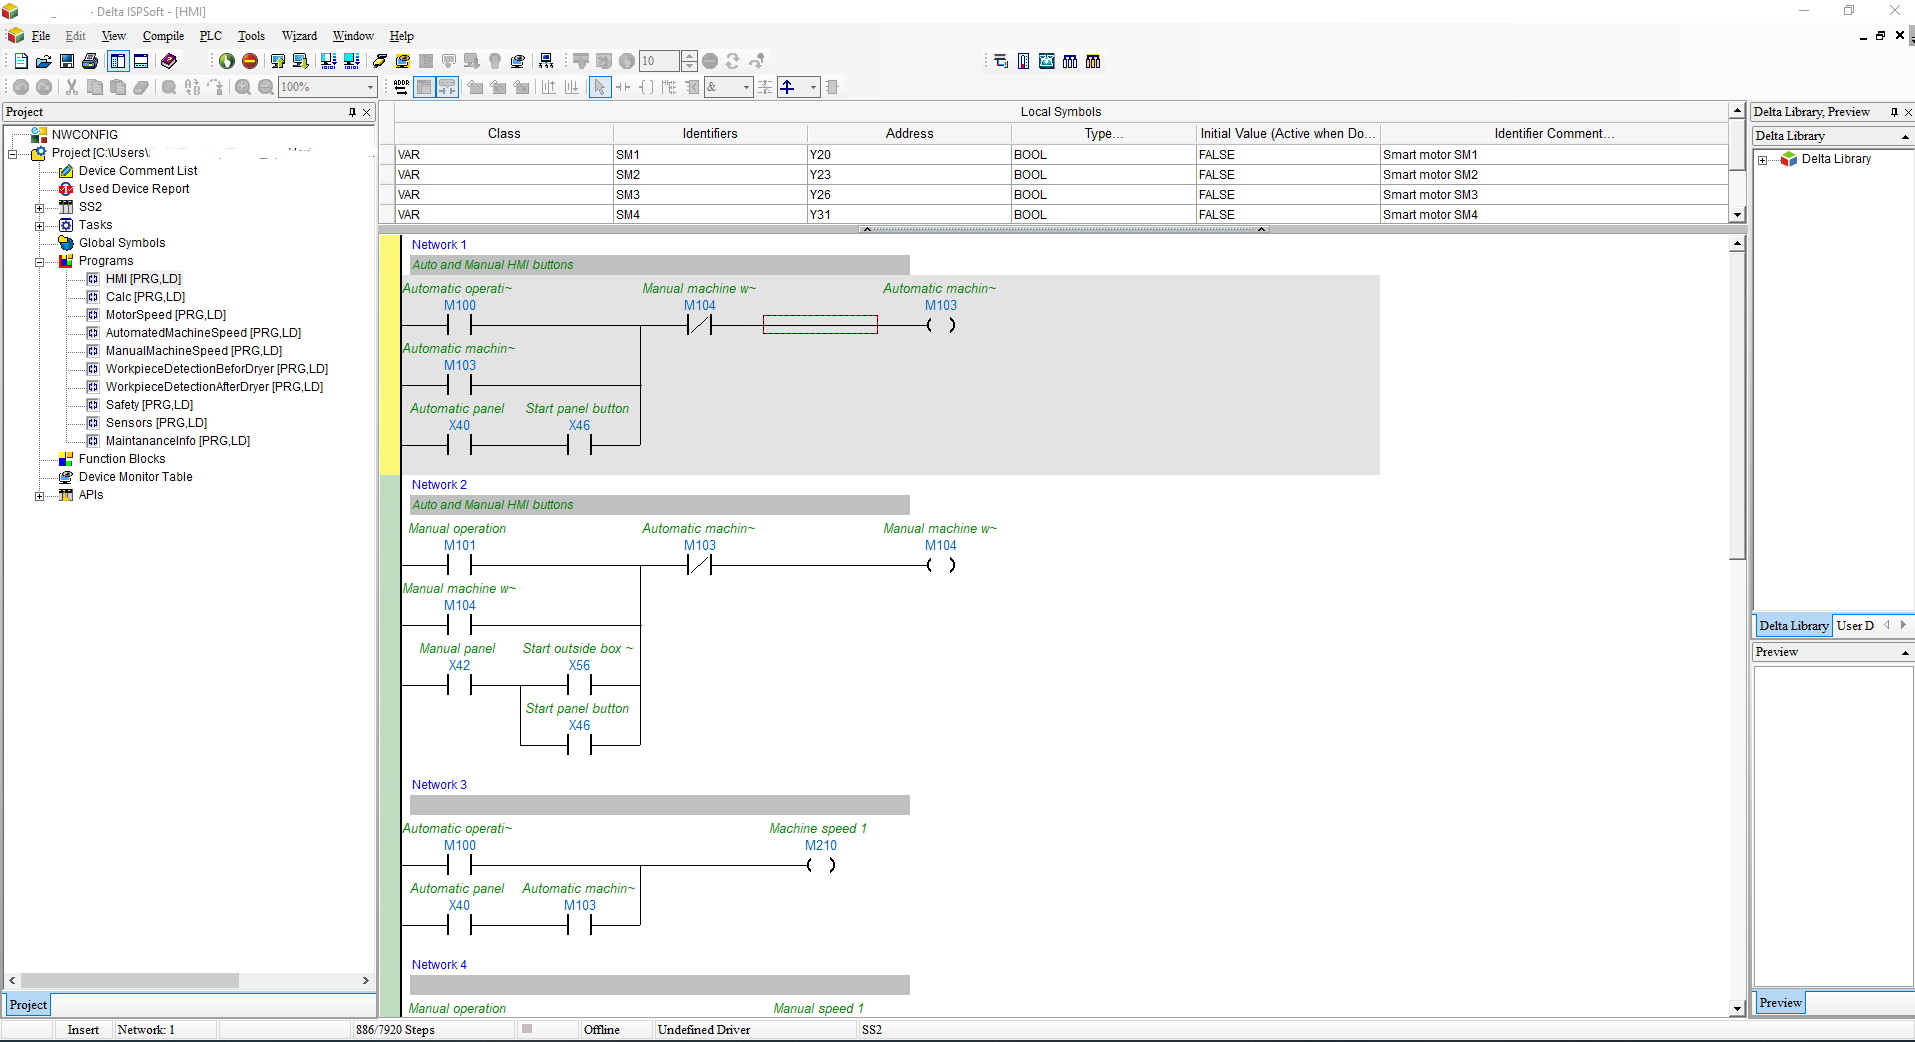 - Delta ISPSoft - [HMI]
File Edit View Compile PLC Tools Wizard Window Help
10
100%
ADDR
&
Project
NWCONFIG
Project [C:\Users\
Device Comment List
Used Device Report
SS2
Tasks
Global Symbols
Programs
HMI [PRG,LD]
Calc [PRG,LD]
MotorSpeed [PRG,LD]
AutomatedMachineSpeed [PRG,LD]
ManualMachineSpeed [PRG,LD]
WorkpieceDetectionBeforDryer [PRG,LD]
WorkpieceDetectionAfterDryer [PRG,LD]
Safety [PRG,LD]
Sensors [PRG,LD]
MaintananceInfo [PRG,LD]
Function Blocks
Device Monitor Table
APIs
Project
Local Symbols
Class Identifiers Address Type... Initial Value (Active when Do... Identifier Comment...
VAR SM1 Y20 BOOL FALSE Smart motor SM1
VAR SM2 Y23 BOOL FALSE Smart motor SM2
VAR SM3 Y26 BOOL FALSE Smart motor SM3
VAR SM4 Y31 BOOL FALSE Smart motor SM4
Network 1
Auto and Manual HMI buttons
Automatic operati~ Manual machine w~ Automatic machin~
M100 M104 M103
Automatic machin~
M103
Automatic panel Start panel button
X40 X46
Network 2
Auto and Manual HMI buttons
Manual operation Automatic machin~ Manual machine w~
M101 M103 M104
Manual machine w~
M104
Manual panel Start outside box ~
X42 X56
Start panel button
X46
Network 3
Automatic operati~ Machine speed 1
M100 M210
Automatic panel Automatic machin~
X40 M103
Network 4
Manual operation Manual speed 1
Delta Library, Preview
Delta Library
Delta Library
Delta Library User D
Preview
Preview
Insert Network: 1 886/7920 Steps Offline Undefined Driver SS2